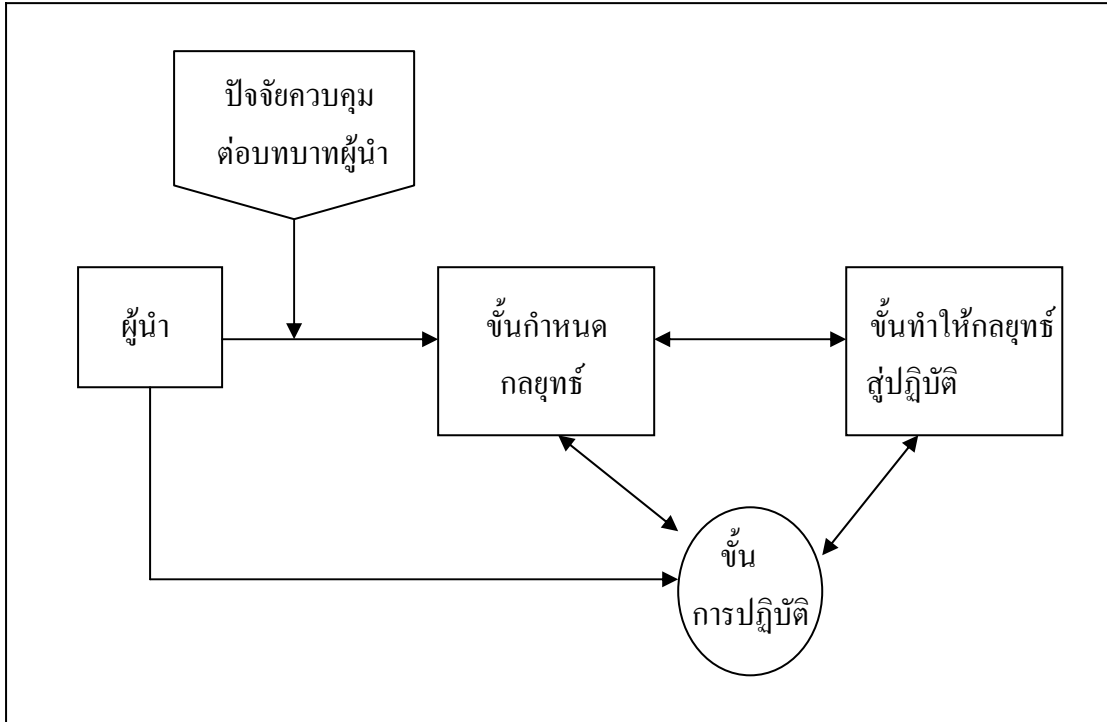 ปัจจัยควบคุม
ต่อบทบาทผู้นำ
ผู้นำ
ขั้นกำหนด
กลยุทธ์
ขั้นทำให้กลยุทธ์
สู่ปฏิบัติ
ขั้น
การปฏิบัติ